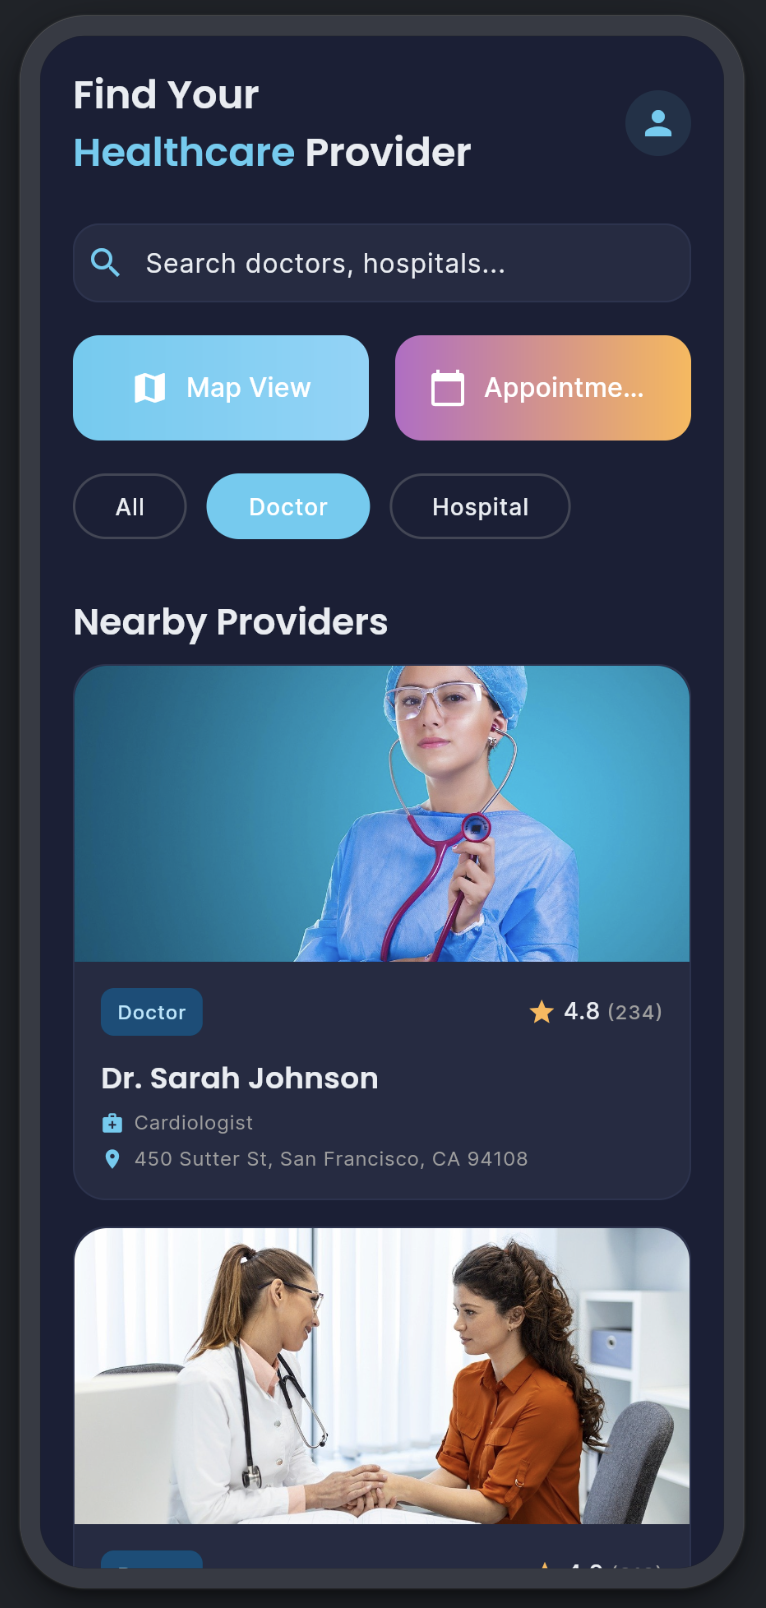 Find Your
Healthcare Provider
Search doctors, hospitals...
Map View
Appointme...
All
Doctor
Hospital
Nearby Providers
Doctor
4.8 (234)
Dr. Sarah Johnson
Cardiologist
450 Sutter St, San Francisco, CA 94108